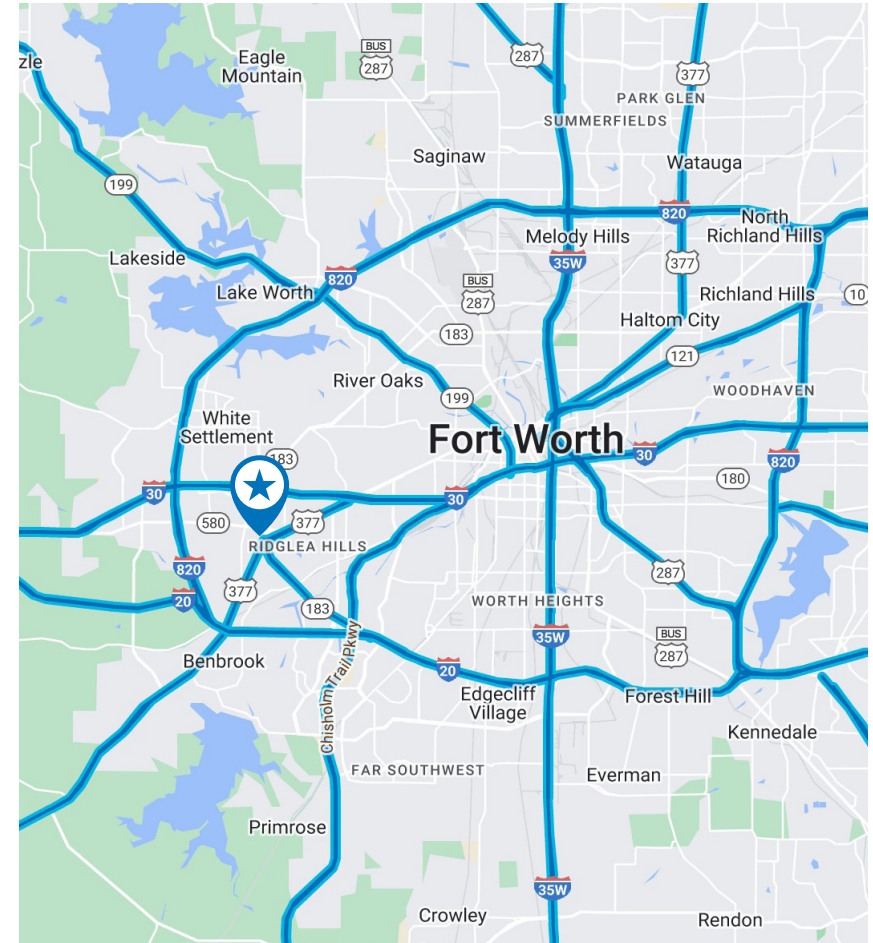 zle
Eagle
Mountain
BUS
287
287
377
PARK GLEN
SUMMERFIELDS
Saginaw
Watauga
199
820
North
Richland Hills
Melody Hills
Lakeside
35W
377
820
Lake Worth
BUS
287
Richland Hills
10
Haltom City
183
121
River Oaks
199
WOODHAVEN
White
Settlement
Fort Worth
183
30
820
180
30
30
580
377
RIDGLEA HILLS
820
287
377
20
183
WORTH HEIGHTS
35W
BUS
287
Benbrook
20
Chisholm Trail Pkwy
Edgecliff
Village
Forest Hill
Kennedale
FAR SOUTHWEST
Everman
Primrose
35W
Crowley
Rendon